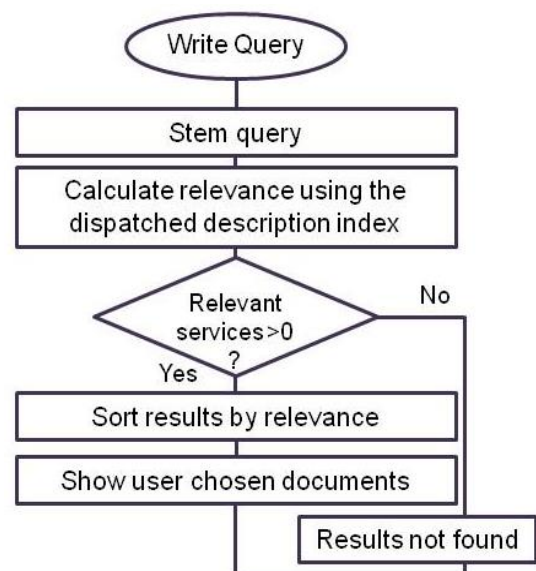 Write Query
Stem query
Calculate relevance using the
dispatched description index
Relevant
services>0
?
No
Yes
Sort results by relevance
Show user chosen documents
Results not found